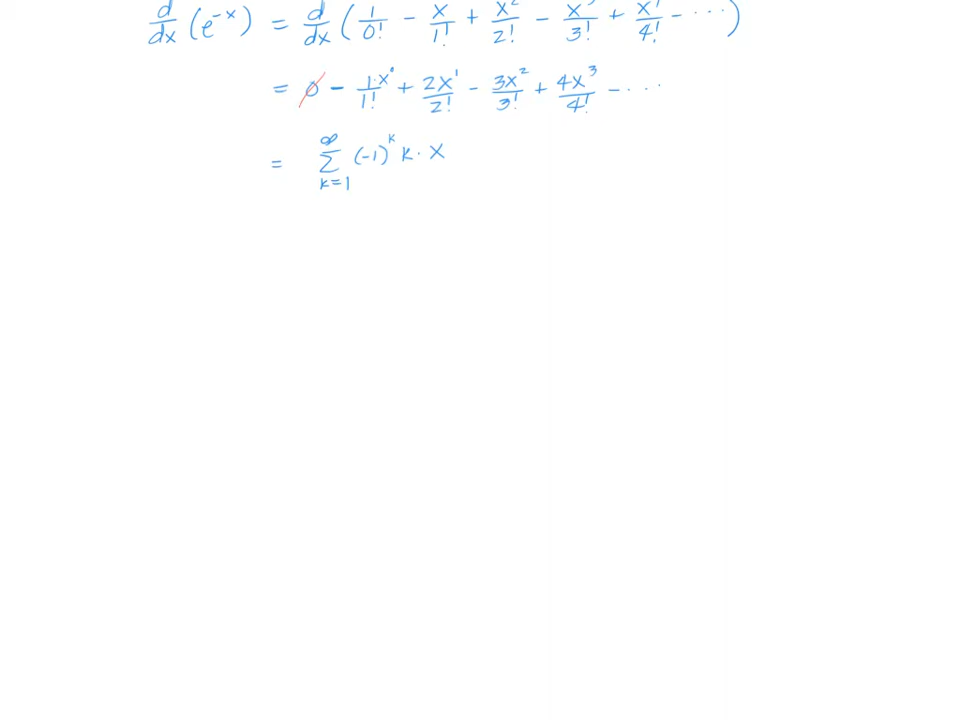 d/dx (e^-x) = d/dx (1/0! - x/1! + x^2/2! - x^3/3! + x^4/4! - ...)
= 0 - 1·x^0/1! + 2x^1/2! - 3x^2/3! + 4x^3/4! - ...
= ∞ Σ k=1 (-1)^k k · x